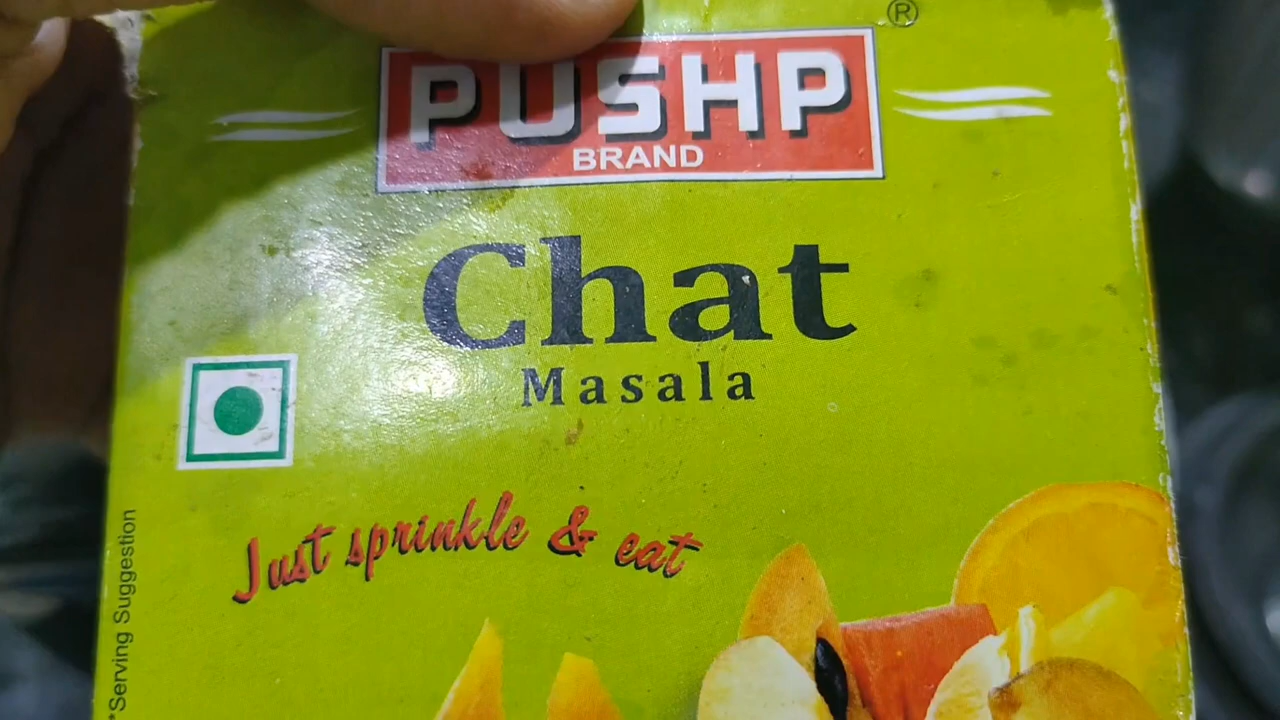 ®
PUSHP
BRAND
Chat
Masala
Just sprinkle & eat
*Serving Suggestion